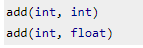 add(int, int)
add(int, float)